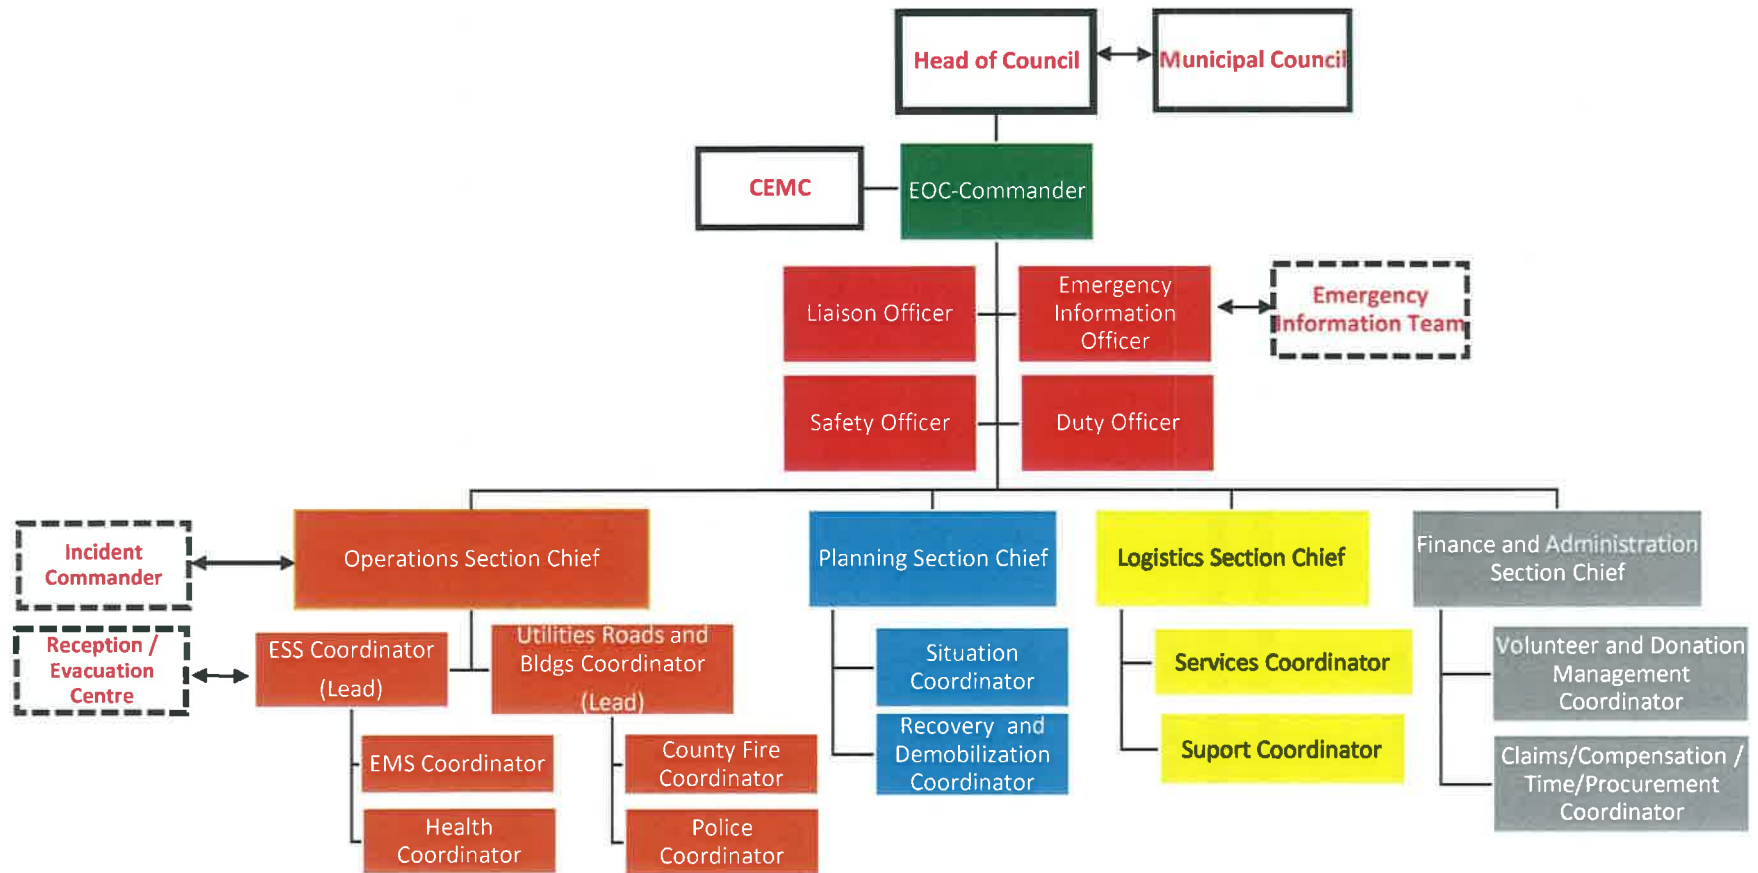 Head of Council
Municipal Council
CEMC
EOC-Commander
Liaison Officer
Emergency
Information
Officer
Emergency
Information Team
Safety Officer
Duty Officer
Incident
Commander
Operations Section Chief
Planning Section Chief
Logistics Section Chief
Finance and Administration
Section Chief
Reception /
Evacuation
Centre
ESS Coordinator
(Lead)
Utilities Roads and
Bldgs Coordinator
(Lead)
Situation
Coordinator
Services Coordinator
Volunteer and Donation
Management
Coordinator
EMS Coordinator
County Fire
Coordinator
Recovery and
Demobilization
Coordinator
Suport Coordinator
Claims/Compensation /
Time/Procurement
Coordinator
Health
Coordinator
Police
Coordinator